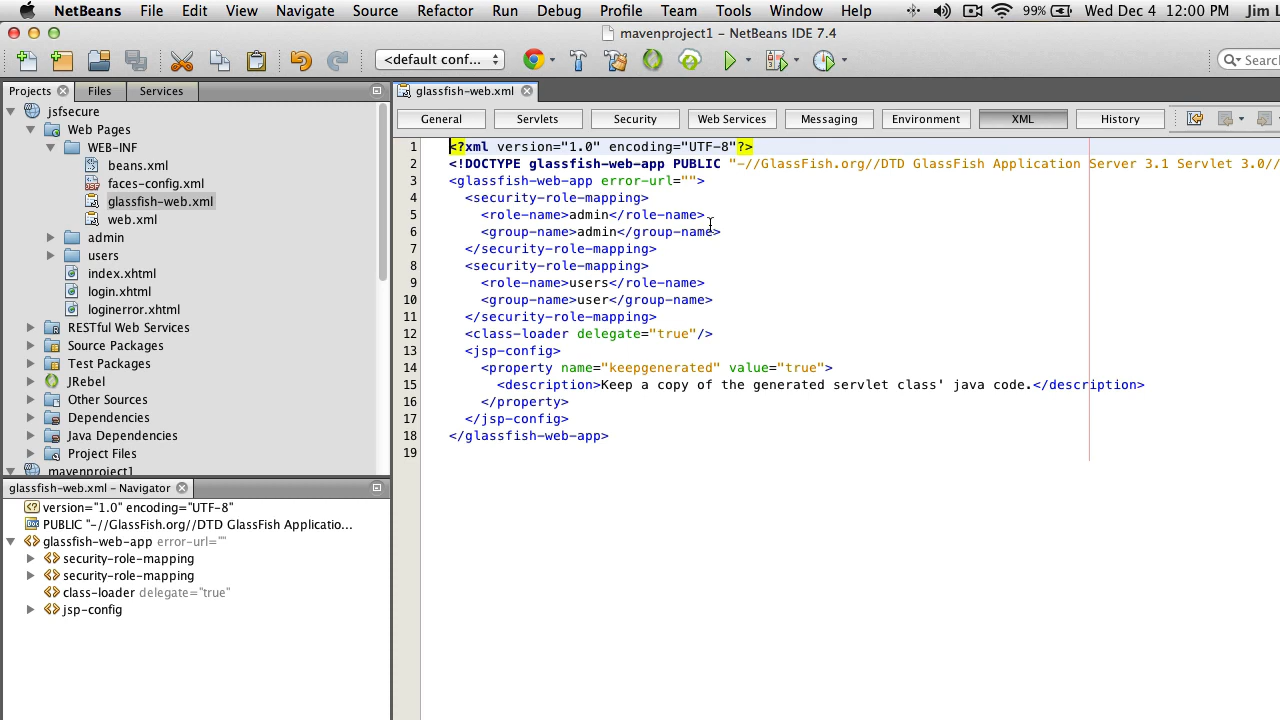 NetBeans File Edit View Navigate Source Refactor Run Debug Profile Team Tools Window Help 99% Wed Dec 4 12:00 PM Jim L
mavenproject1 – NetBeans IDE 7.4
<default conf... Searc
Projects Files Services
glassfish-web.xml
jsfsecure
Web Pages
WEB-INF
beans.xml
faces-config.xml
glassfish-web.xml
web.xml
admin
users
index.xhtml
login.xhtml
loginerror.xhtml
RESTful Web Services
Source Packages
Test Packages
JRebel
Other Sources
Dependencies
Java Dependencies
Project Files
mavenproject1
General Servlets Security Web Services Messaging Environment XML History
1 <?xml version="1.0" encoding="UTF-8"?>
2 <!DOCTYPE glassfish-web-app PUBLIC "-//GlassFish.org//DTD GlassFish Application Server 3.1 Servlet 3.0//
3 <glassfish-web-app error-url="">
4 <security-role-mapping>
5 <role-name>admin</role-name>
6 <group-name>admin</group-name>
7 </security-role-mapping>
8 <security-role-mapping>
9 <role-name>users</role-name>
10 <group-name>user</group-name>
11 </security-role-mapping>
12 <class-loader delegate="true"/>
13 <jsp-config>
14 <property name="keepgenerated" value="true">
15 <description>Keep a copy of the generated servlet class' java code.</description>
16 </property>
17 </jsp-config>
18 </glassfish-web-app>
19
glassfish-web.xml – Navigator
version="1.0" encoding="UTF-8"
PUBLIC "-//GlassFish.org//DTD GlassFish Applicatio...
glassfish-web-app error-url=""
security-role-mapping
security-role-mapping
class-loader delegate="true"
jsp-config